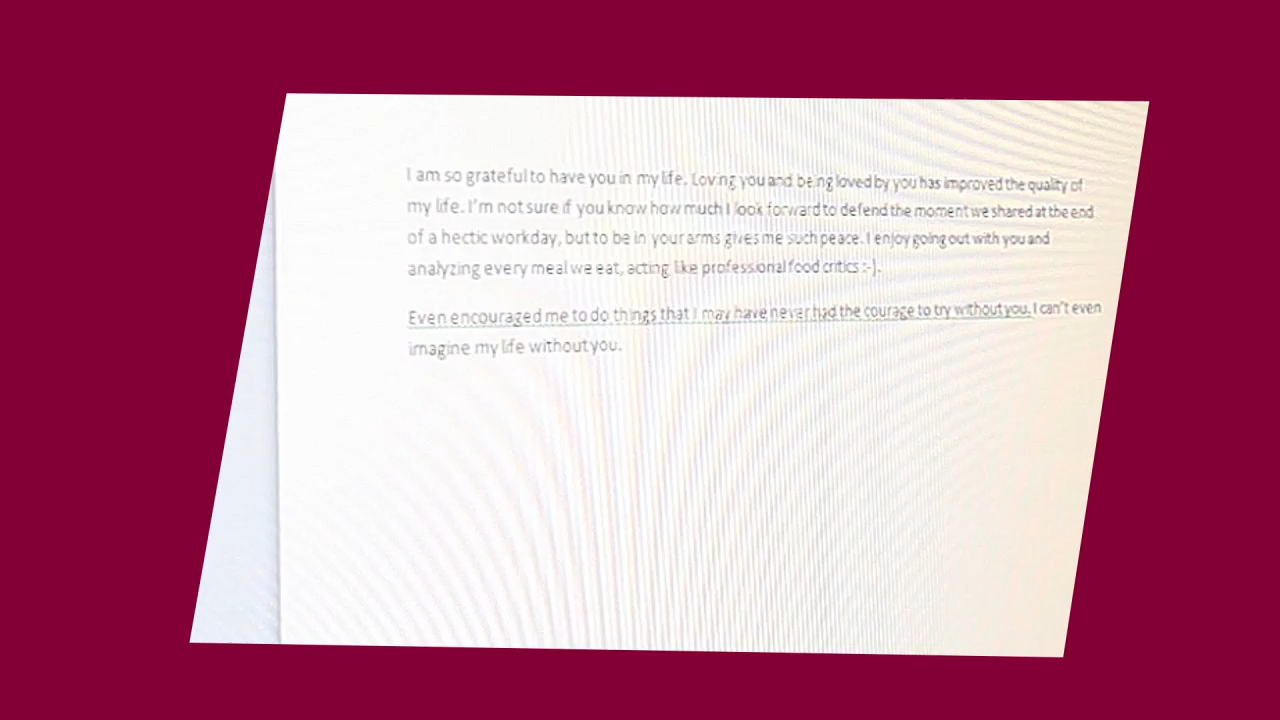 I am so grateful to have you in my life. Loving you and being loved by you has improved the quality of
my life. I'm not sure if you know how much I look forward to defend the moment we shared at the end
of a hectic workday, but to be in your arms gives me such peace. I enjoy going out with you and
analyzing every meal we eat, acting like professional food critics :-).
Even encouraged me to do things that I may have never had the courage to try without you. I can't even
imagine my life without you.